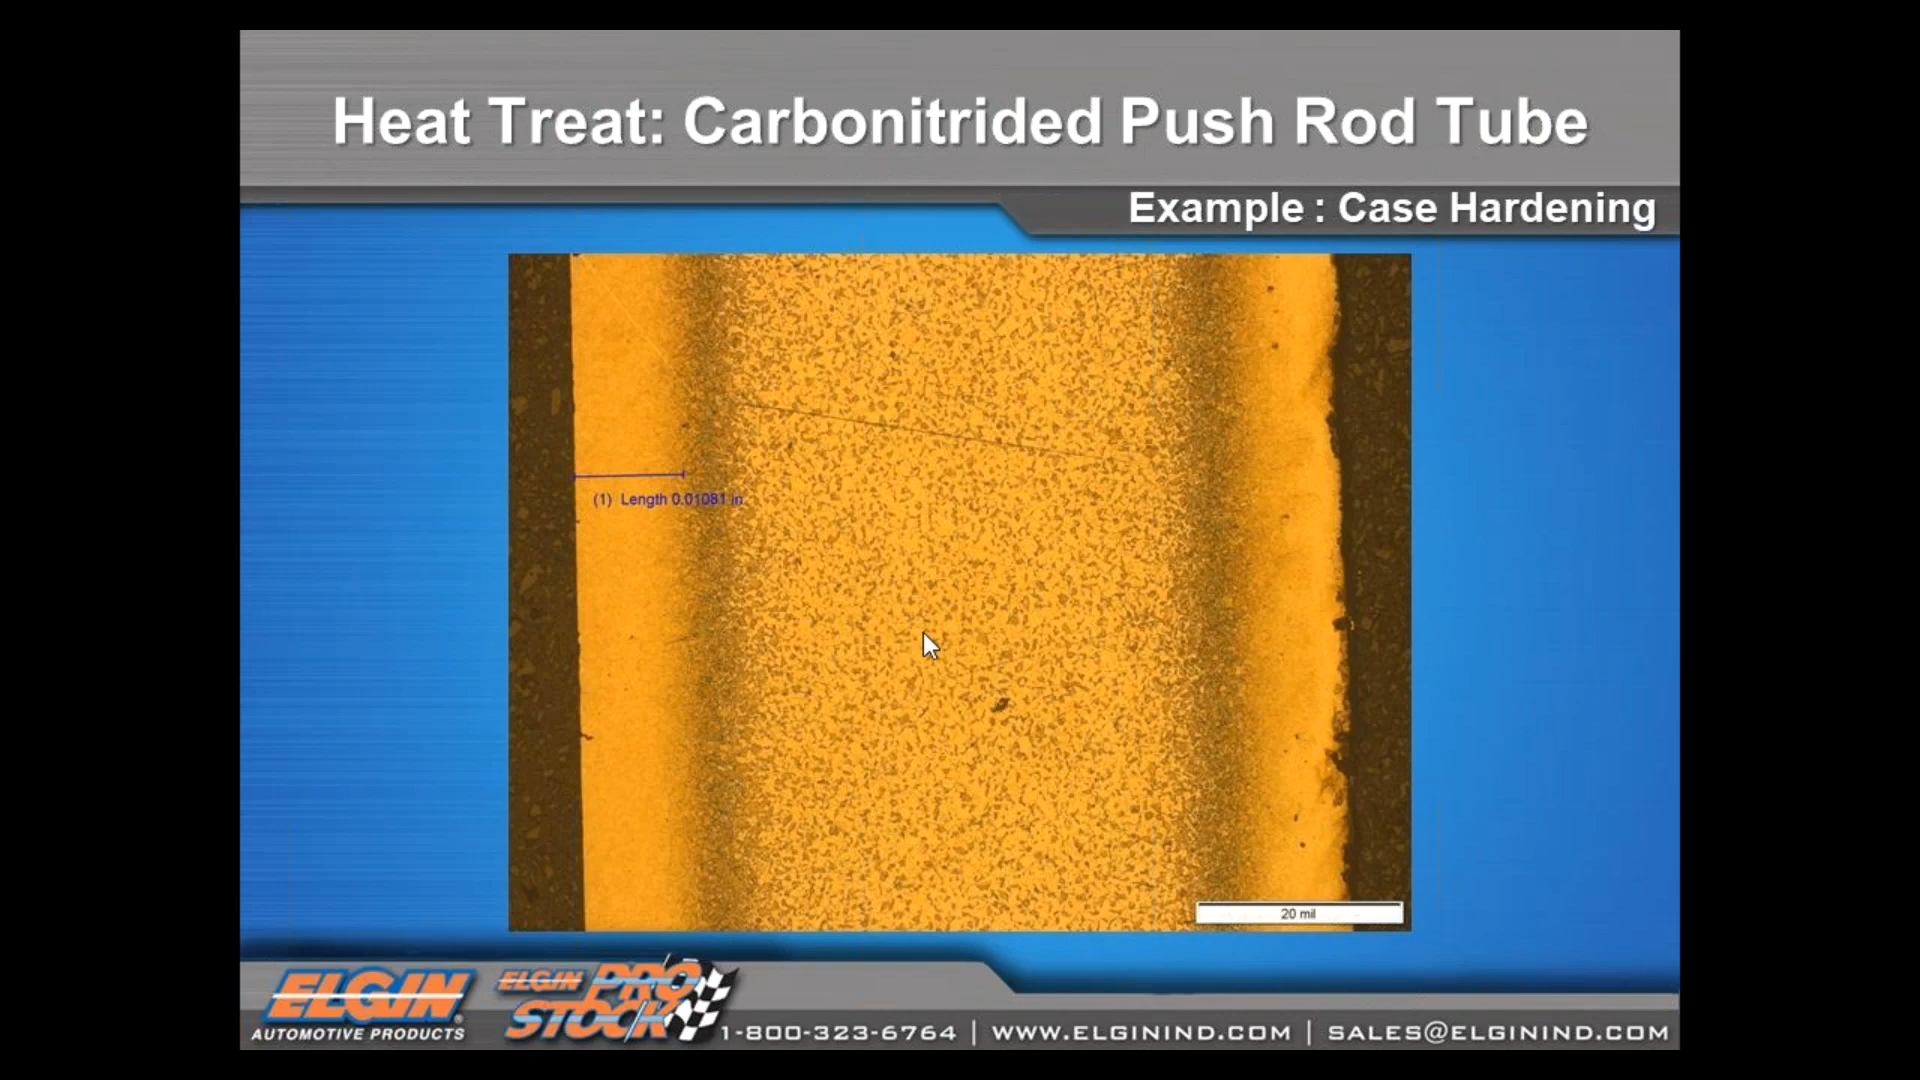 Heat Treat: Carbonitrided Push Rod Tube
Example : Case Hardening
(1) Length 0.01081 in
20 mil
ELGIN
AUTOMOTIVE PRODUCTS
ELGIN PRO
STOCK
1-800-323-6764 | WWW.ELGININD.COM | SALES@ELGININD.COM